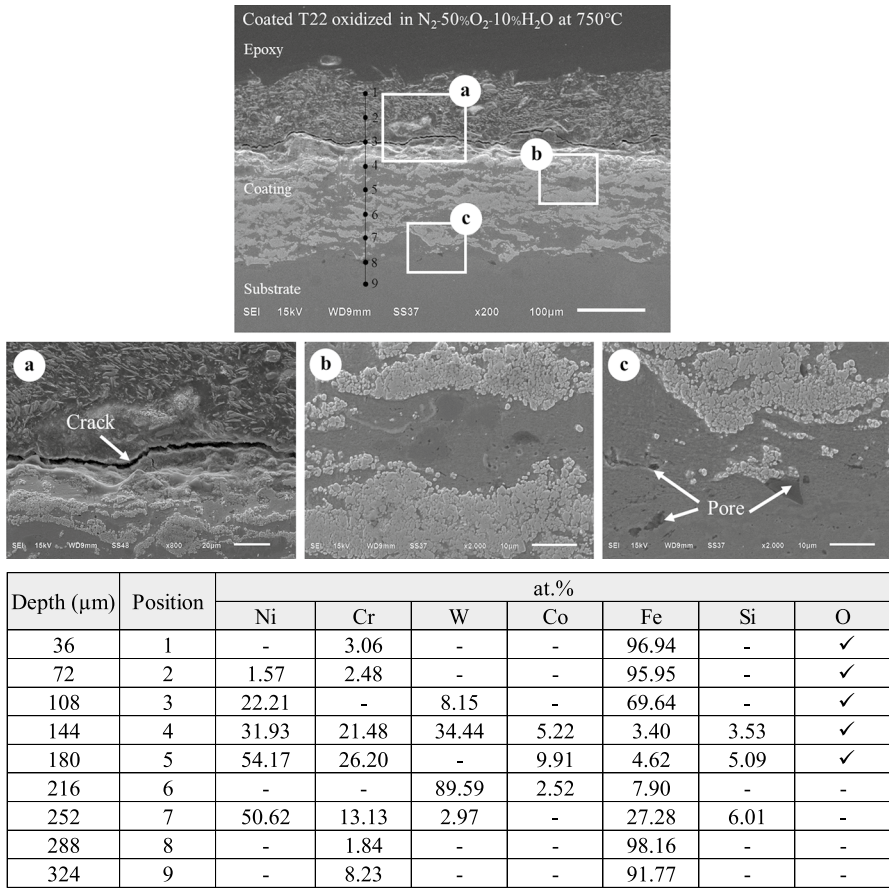 Coated T22 oxidized in N₂-50%O₂-10%H₂O at 750°C
Epoxy
1
a
2
3
b
4
Coating
5
6
c
7
8
Substrate
9
SEI 15kV WD9mm SS37 x200 100µm
a
Crack
SEI 15kV WD9mm SS43 x800 20µm
b
SEI 15kV WD9mm SS37 x2,000 10µm
c
Pore
SEI 15kV WD9mm SS37 x2,000 10µm
Depth (µm) Position at.%
Ni Cr W Co Fe Si O
36 1 - 3.06 - - 96.94 - ✓
72 2 1.57 2.48 - - 95.95 - ✓
108 3 22.21 - 8.15 - 69.64 - ✓
144 4 31.93 21.48 34.44 5.22 3.40 3.53 ✓
180 5 54.17 26.20 - 9.91 4.62 5.09 ✓
216 6 - - 89.59 2.52 7.90 - -
252 7 50.62 13.13 2.97 - 27.28 6.01 -
288 8 - 1.84 - - 98.16 - -
324 9 - 8.23 - - 91.77 - -